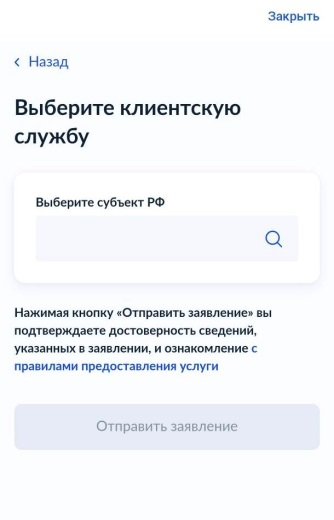 Закрыть
Назад
Выберите клиентскую
службу
Выберите субъект РФ
Нажимая кнопку «Отправить заявление» вы
подтверждаете достоверность сведений,
указанных в заявлении, и ознакомление с
правилами предоставления услуги
Отправить заявление